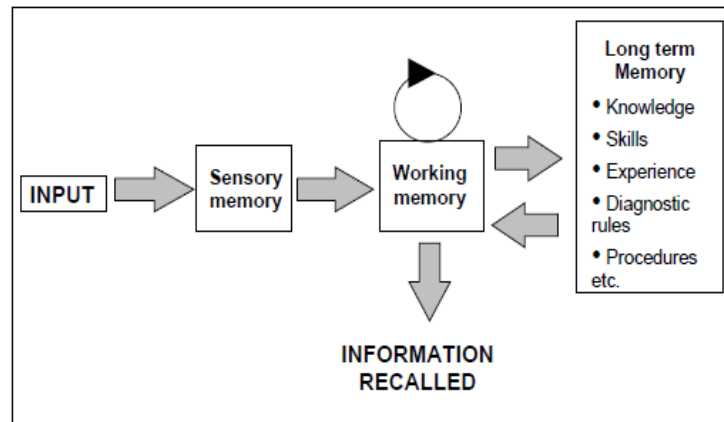 INPUT
Sensory
memory
Working
memory
Long term
Memory
• Knowledge
• Skills
• Experience
• Diagnostic
rules
• Procedures
etc.
INFORMATION
RECALLED